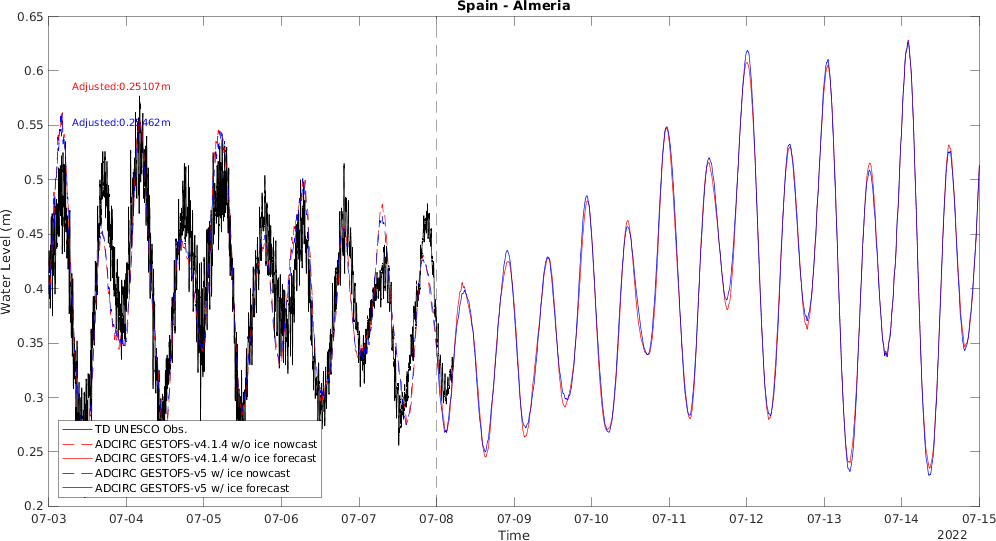 Spain - Almeria
0.65
0.6
0.55
0.5
0.45
0.4
0.35
0.3
0.25
0.2
Water Level (m)
Adjusted:0.25107m
TD UNESCO Obs.
ADCIRC GESTOFS-v4.1.4 w/o ice nowcast
ADCIRC GESTOFS-v4.1.4 w/o ice forecast
ADCIRC GESTOFS-v5 w/ ice nowcast
ADCIRC GESTOFS-v5 w/ ice forecast
07-03 07-04 07-05 07-06 07-07 07-08 07-09 07-10 07-11 07-12 07-13 07-14 07-15
Time
2022